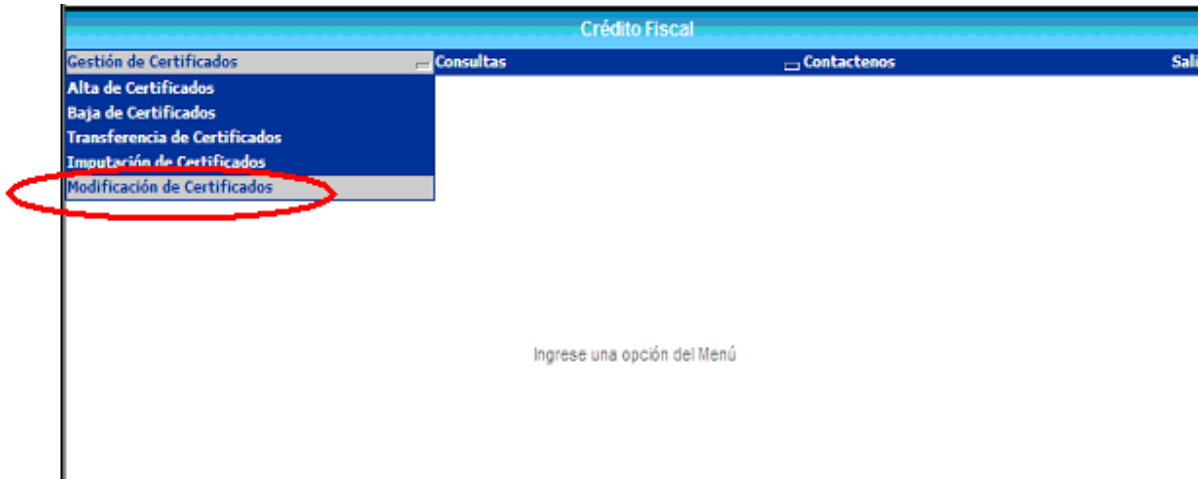 Crédito Fiscal
Gestión de Certificados Consultas Contactenos
Alta de Certificados
Baja de Certificados
Transferencia de Certificados
Imputación de Certificados
Modificación de Certificados
Ingrese una opción del Menú